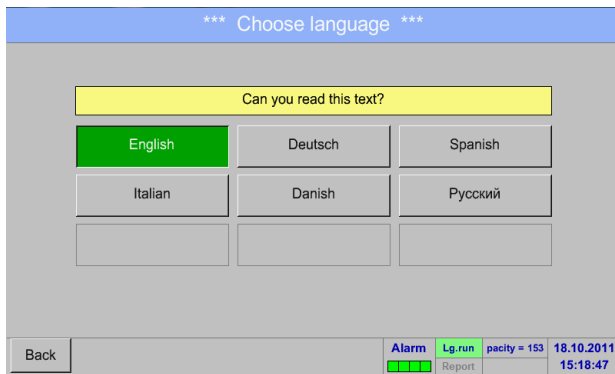 *** Choose language ***
Can you read this text?
English Deutsch Spanish
Italian Danish Русский
Back Alarm Lg.run pacity = 153 18.10.2011
Report 15:18:47